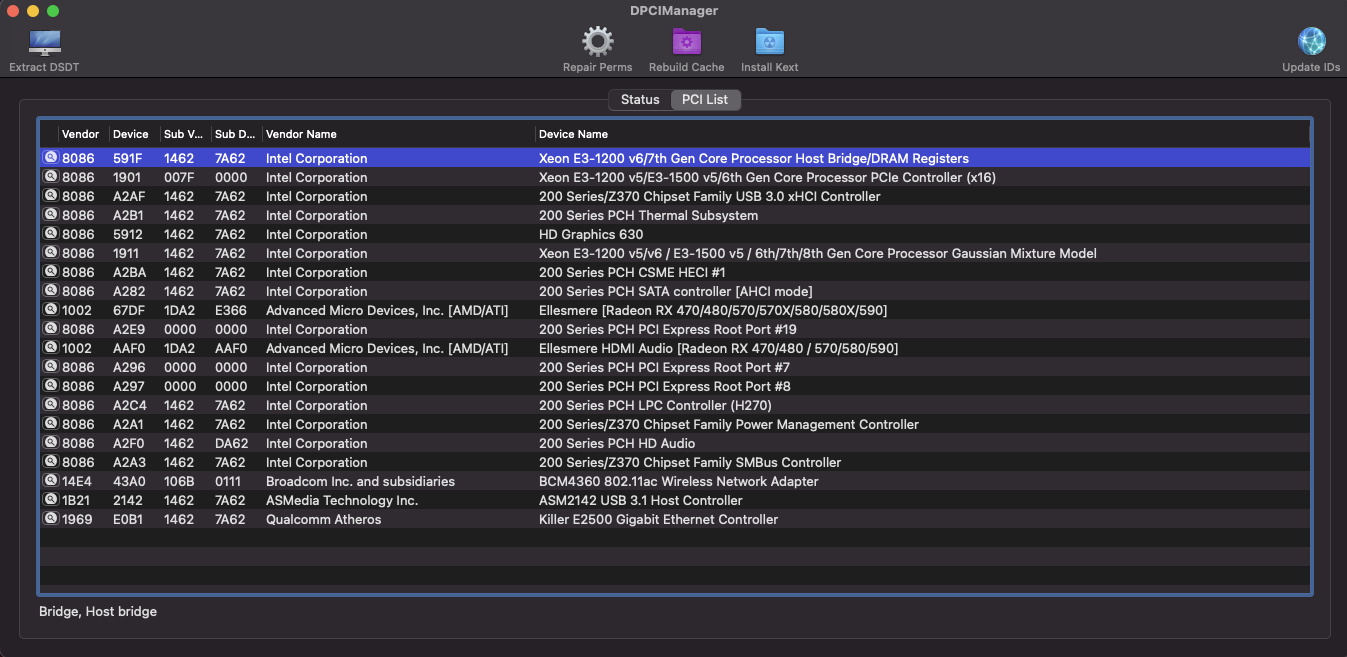 DPCIManager
Extract DSDT Repair Perms Rebuild Cache Install Kext Update IDs
Status PCI List
Vendor Device Sub V... Sub D... Vendor Name Device Name
8086 591F 1462 7A62 Intel Corporation Xeon E3-1200 v6/7th Gen Core Processor Host Bridge/DRAM Registers
8086 1901 007F 0000 Intel Corporation Xeon E3-1200 v5/E3-1500 v5/6th Gen Core Processor PCIe Controller (x16)
8086 A2AF 1462 7A62 Intel Corporation 200 Series/Z370 Chipset Family USB 3.0 xHCI Controller
8086 A2B1 1462 7A62 Intel Corporation 200 Series PCH Thermal Subsystem
8086 5912 1462 7A62 Intel Corporation HD Graphics 630
8086 1911 1462 7A62 Intel Corporation Xeon E3-1200 v5/v6 / E3-1500 v5 / 6th/7th/8th Gen Core Processor Gaussian Mixture Model
8086 A2BA 1462 7A62 Intel Corporation 200 Series PCH CSME HECI #1
8086 A282 1462 7A62 Intel Corporation 200 Series PCH SATA controller [AHCI mode]
1002 67DF 1DA2 E366 Advanced Micro Devices, Inc. [AMD/ATI] Ellesmere [Radeon RX 470/480/570/570X/580/580X/590]
8086 A2E9 0000 0000 Intel Corporation 200 Series PCH PCI Express Root Port #19
1002 AAF0 1DA2 AAF0 Advanced Micro Devices, Inc. [AMD/ATI] Ellesmere HDMI Audio [Radeon RX 470/480 / 570/580/590]
8086 A296 0000 0000 Intel Corporation 200 Series PCH PCI Express Root Port #7
8086 A297 0000 0000 Intel Corporation 200 Series PCH PCI Express Root Port #8
8086 A2C4 1462 7A62 Intel Corporation 200 Series PCH LPC Controller (H270)
8086 A2A1 1462 7A62 Intel Corporation 200 Series/Z370 Chipset Family Power Management Controller
8086 A2F0 1462 DA62 Intel Corporation 200 Series PCH HD Audio
8086 A2A3 1462 7A62 Intel Corporation 200 Series/Z370 Chipset Family SMBus Controller
14E4 43A0 106B 0111 Broadcom Inc. and subsidiaries BCM4360 802.11ac Wireless Network Adapter
1B21 2142 1462 7A62 ASMedia Technology Inc. ASM2142 USB 3.1 Host Controller
1969 E0B1 1462 7A62 Qualcomm Atheros Killer E2500 Gigabit Ethernet Controller
Bridge, Host bridge